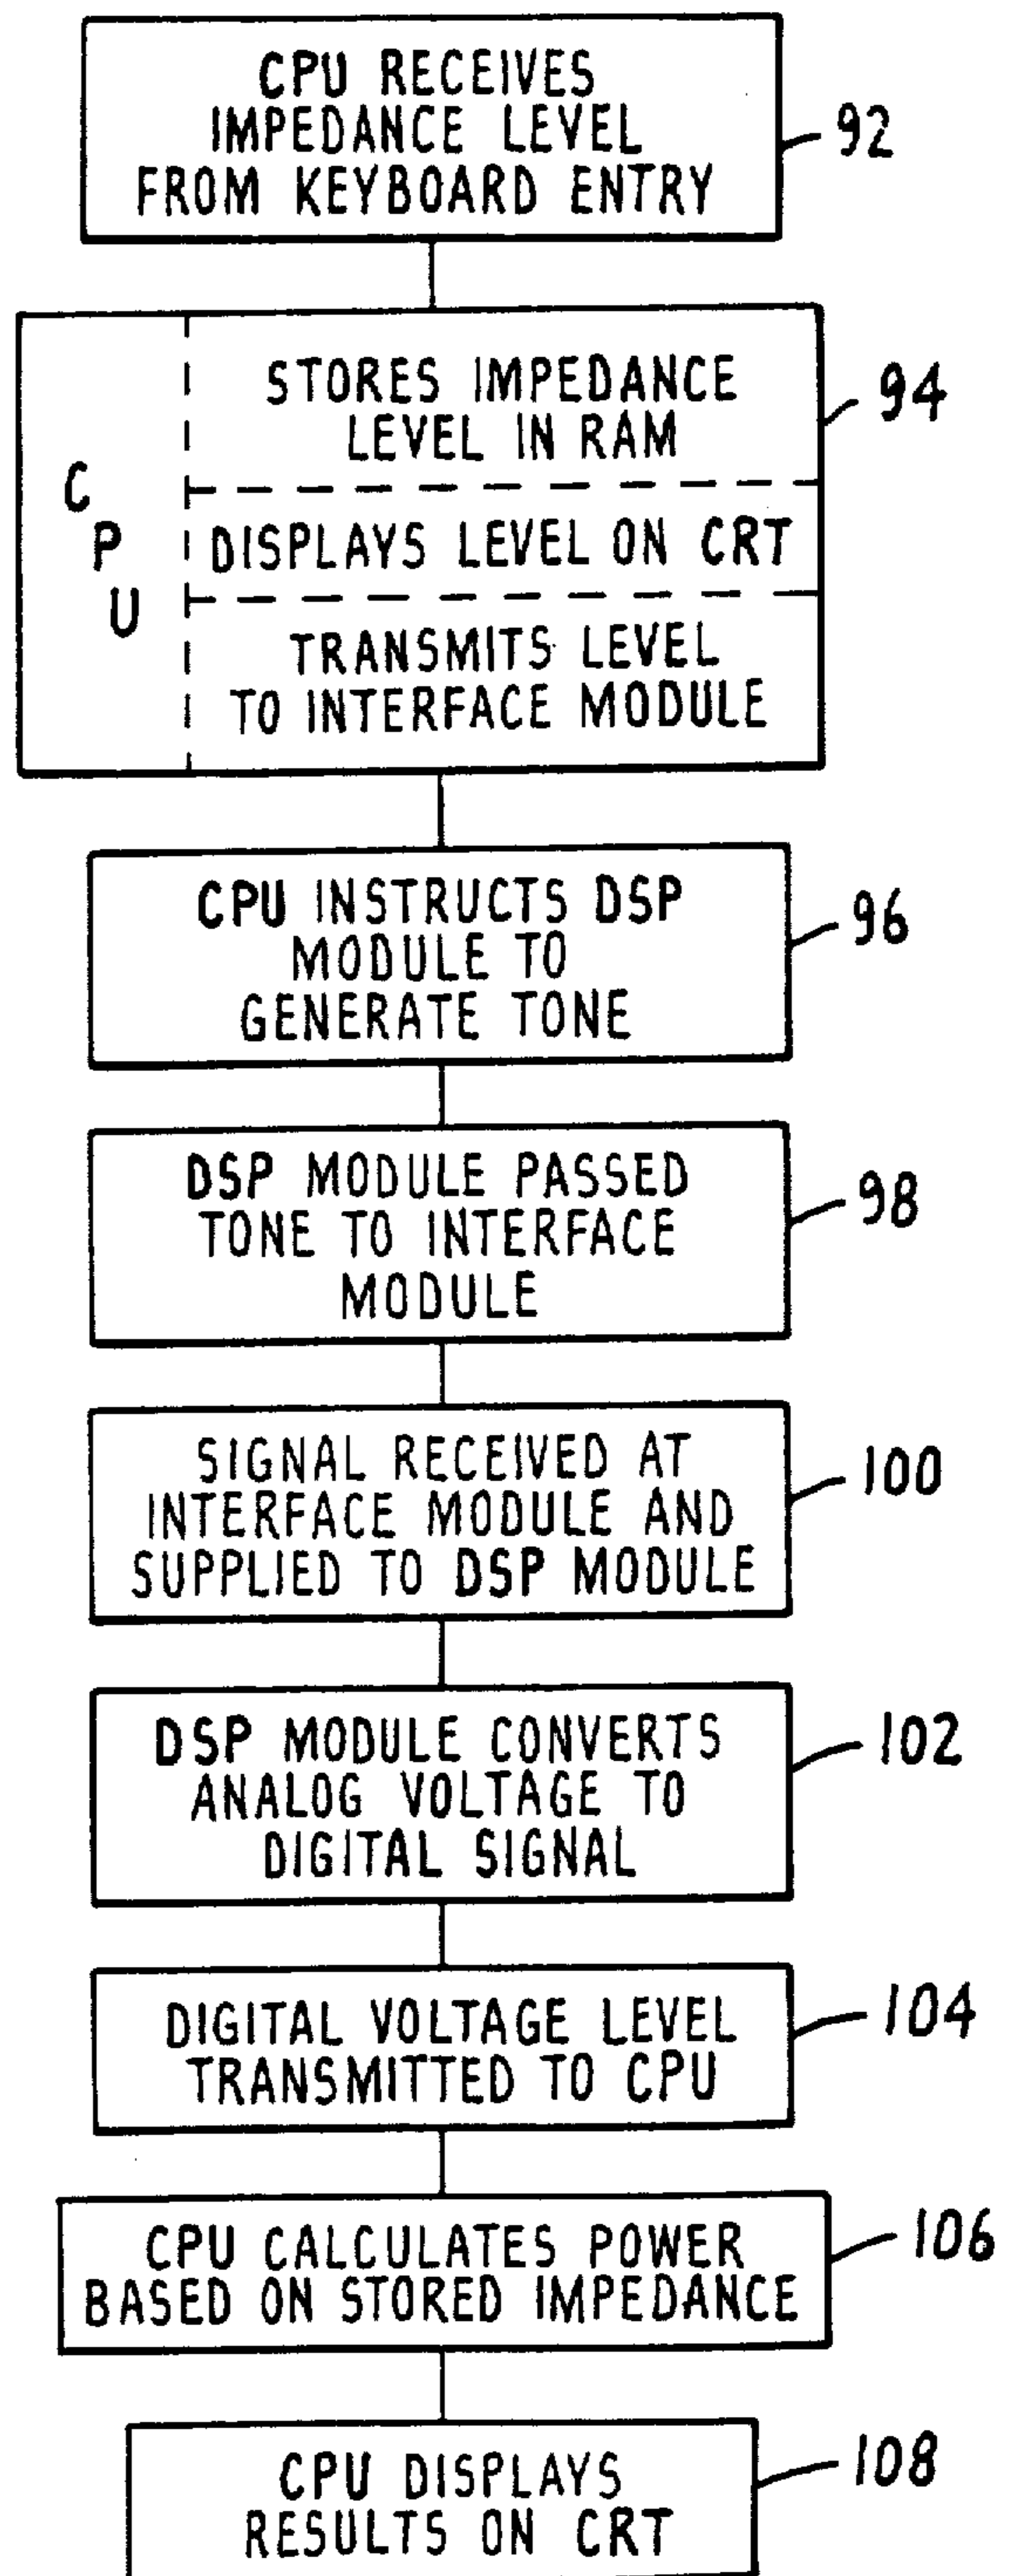 CPU RECEIVES
IMPEDANCE LEVEL
FROM KEYBOARD ENTRY
92
C
P
U
STORES IMPEDANCE
LEVEL IN RAM
DISPLAYS LEVEL ON CRT
TRANSMITS LEVEL
TO INTERFACE MODULE
94
CPU INSTRUCTS DSP
MODULE TO
GENERATE TONE
96
DSP MODULE PASSED
TONE TO INTERFACE
MODULE
98
SIGNAL RECEIVED AT
INTERFACE MODULE AND
SUPPLIED TO DSP MODULE
100
DSP MODULE CONVERTS
ANALOG VOLTAGE TO
DIGITAL SIGNAL
102
DIGITAL VOLTAGE LEVEL
TRANSMITTED TO CPU
104
CPU CALCULATES POWER
BASED ON STORED IMPEDANCE
106
CPU DISPLAYS
RESULTS ON CRT
108